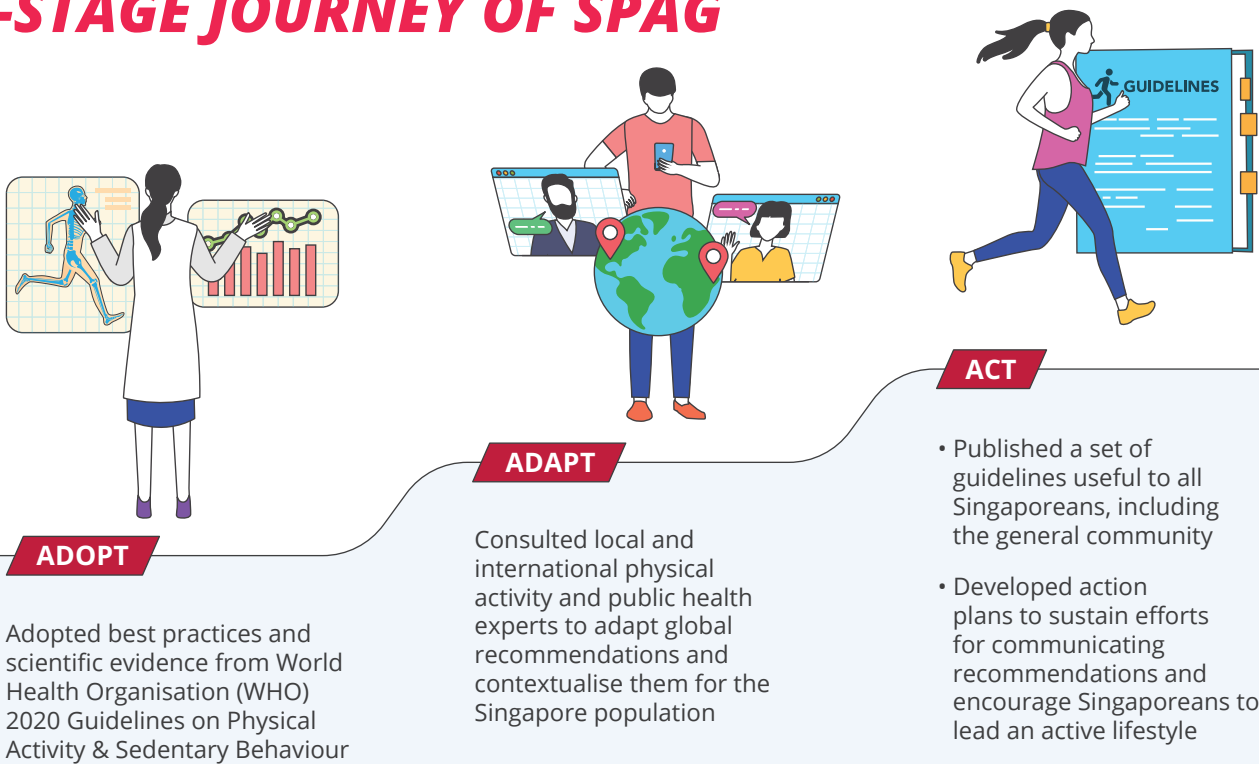 -STAGE JOURNEY OF SPAG
GUIDELINES
ADOPT
Adopted best practices and
scientific evidence from World
Health Organisation (WHO)
2020 Guidelines on Physical
Activity & Sedentary Behaviour
ADAPT
Consulted local and
international physical
activity and public health
experts to adapt global
recommendations and
contextualise them for the
Singapore population
ACT
• Published a set of
guidelines useful to all
Singaporeans, including
the general community
• Developed action
plans to sustain efforts
for communicating
recommendations and
encourage Singaporeans to
lead an active lifestyle